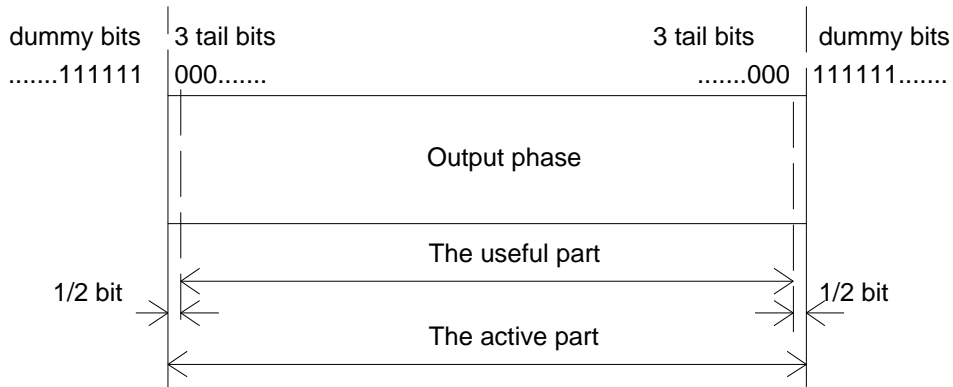 dummy bits 3 tail bits 3 tail bits dummy bits
.......111111 000....... .......000 111111.......
Output phase
The useful part
1/2 bit 1/2 bit
The active part